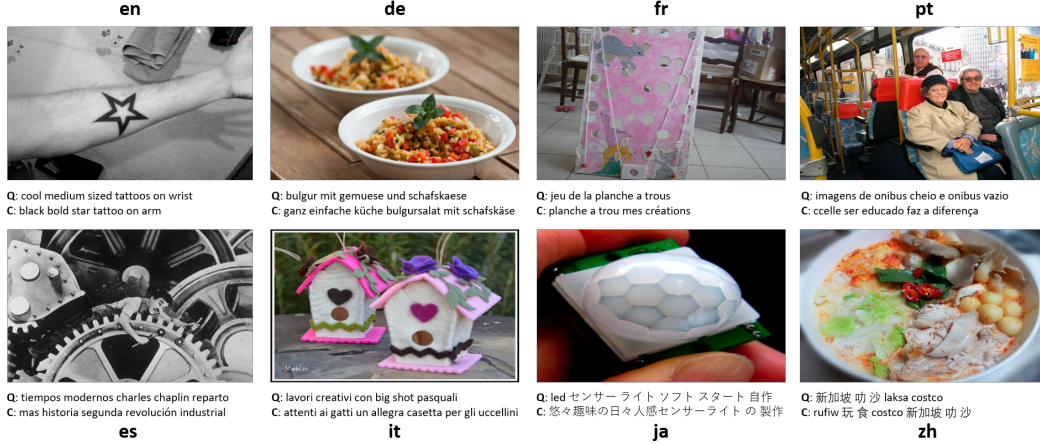 en
de
fr
pt
Q: cool medium sized tattoos on wrist
C: black bold star tattoo on arm
Q: bulgur mit gemuese und schafskaese
C: ganz einfache küche bulgursalat mit schafskäse
Q: jeu de la planche a trous
C: planche a trou mes créations
Q: imagens de onibus cheio e onibus vazio
C: ccelle ser educado faz a diferença
Q: tiempos modernos charles chaplin reparto
C: mas historia segunda revolución industrial
Q: lavori creativi con big shot pasquali
C: attenti ai gatti un allegra casetta per gli uccellini
Q: led センサー ライト ソフト スタート 自作
C: 悠々趣味の日々人感センサーライト の 製作
Q: 新加坡 叻 沙 laksa costco
C: rufiw 玩 食 costco 新加坡 叻 沙
es
it
ja
zh